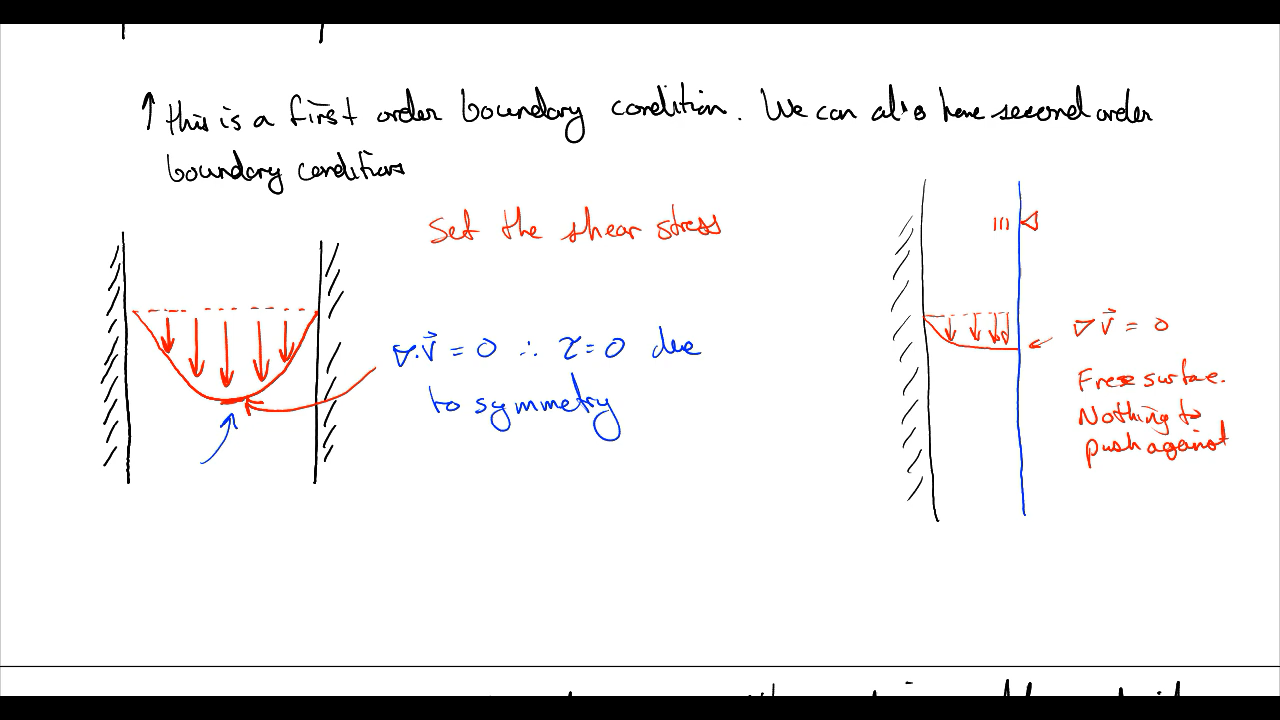 ↑ this is a first order boundary condition. We can also have second order
boundary conditions
Set the shear stress
∇·v⃗ = 0 ∴ τ = 0 due
to symmetry
∇v⃗ = 0
Free surface.
Nothing to
push against